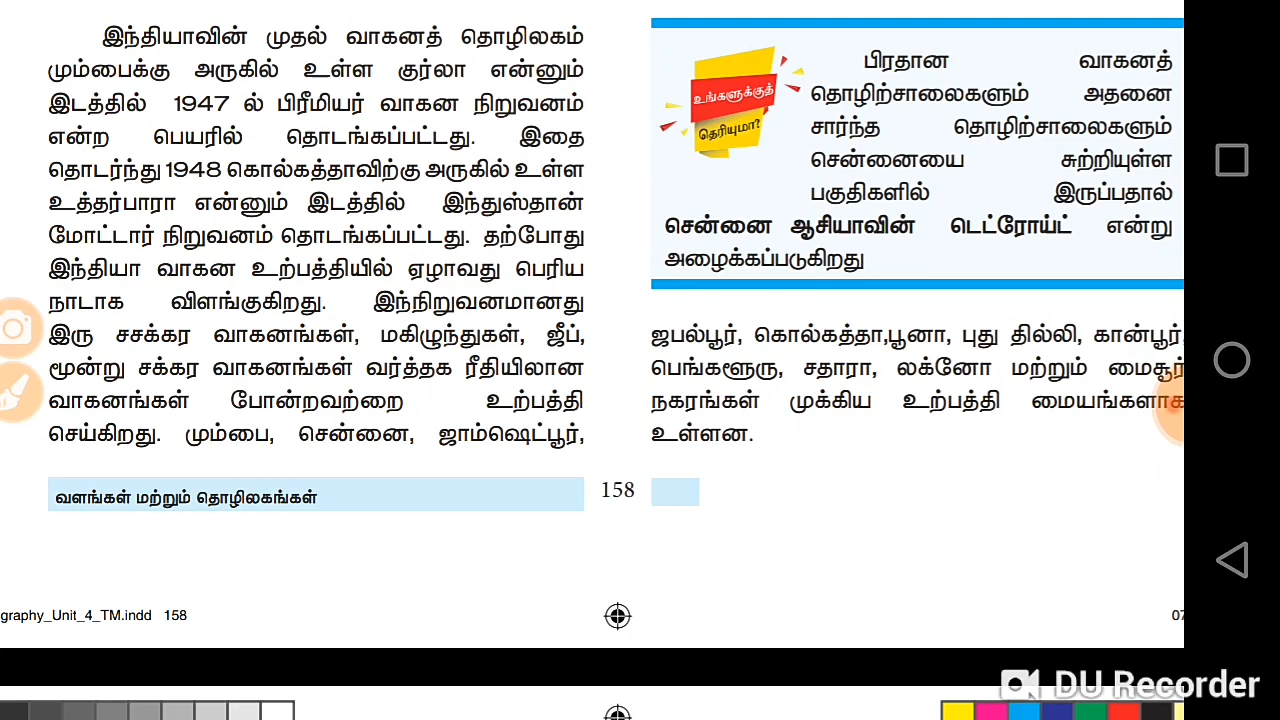 இந்தியாவின் முதல் வாகனத் தொழிலகம்
மும்பைக்கு அருகில் உள்ள குர்லா என்னும்
இடத்தில் 1947 ல் பிரீமியர் வாகன நிறுவனம்
என்ற பெயரில் தொடங்கப்பட்டது. இதை
தொடர்ந்து 1948 கொல்கத்தாவிற்கு அருகில் உள்ள
உத்தர்பாரா என்னும் இடத்தில் இந்துஸ்தான்
மோட்டார் நிறுவனம் தொடங்கப்பட்டது. தற்போது
இந்தியா வாகன உற்பத்தியில் ஏழாவது பெரிய
நாடாக விளங்குகிறது. இந்நிறுவனமானது
இரு சசக்கர வாகனங்கள், மகிழுந்துகள், ஜீப்,
மூன்று சக்கர வாகனங்கள் வர்த்தக ரீதியிலான
வாகனங்கள் போன்றவற்றை உற்பத்தி
செய்கிறது. மும்பை, சென்னை, ஜாம்ஷெட்பூர்,
உங்களுக்குத்
தெரியுமா?
பிரதான வாகனத்
தொழிற்சாலைகளும் அதனை
சார்ந்த தொழிற்சாலைகளும்
சென்னையை சுற்றியுள்ள
பகுதிகளில் இருப்பதால்
சென்னை ஆசியாவின் டெட்ரோய்ட் என்று
அழைக்கப்படுகிறது
ஜபல்பூர், கொல்கத்தா,பூனா, புது தில்லி, கான்பூர்,
பெங்களூரு, சதாரா, லக்னோ மற்றும் மைசூர்
நகரங்கள் முக்கிய உற்பத்தி மையங்களாக
உள்ளன.
வளங்கள் மற்றும் தொழிலகங்கள்
158
graphy_Unit_4_TM.indd 158
07
DU Recorder